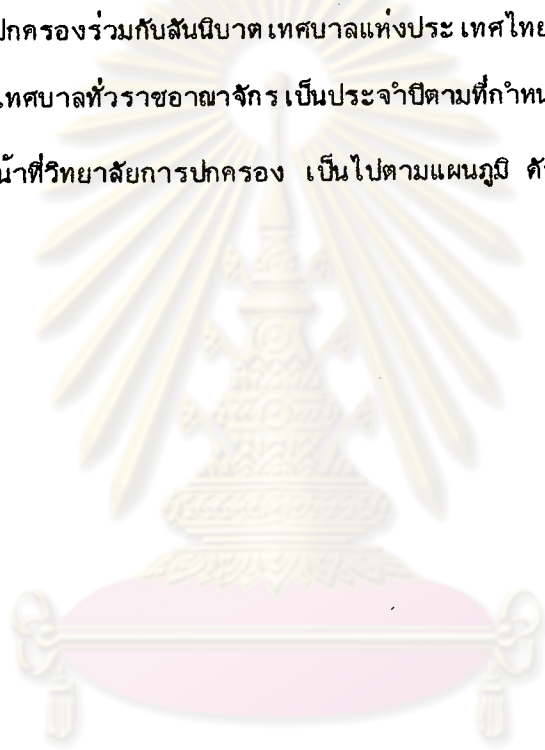 ปกครองร่วมกับสันนิบาตเทศบาลแห่งประเทศไทย
เทศบาลทั่วราชอาณาจักรเป็นประจำปีตามที่กำหน
น้าที่วิทยาลัยการปกครอง เป็นไปตามแผนภูมิ ดั